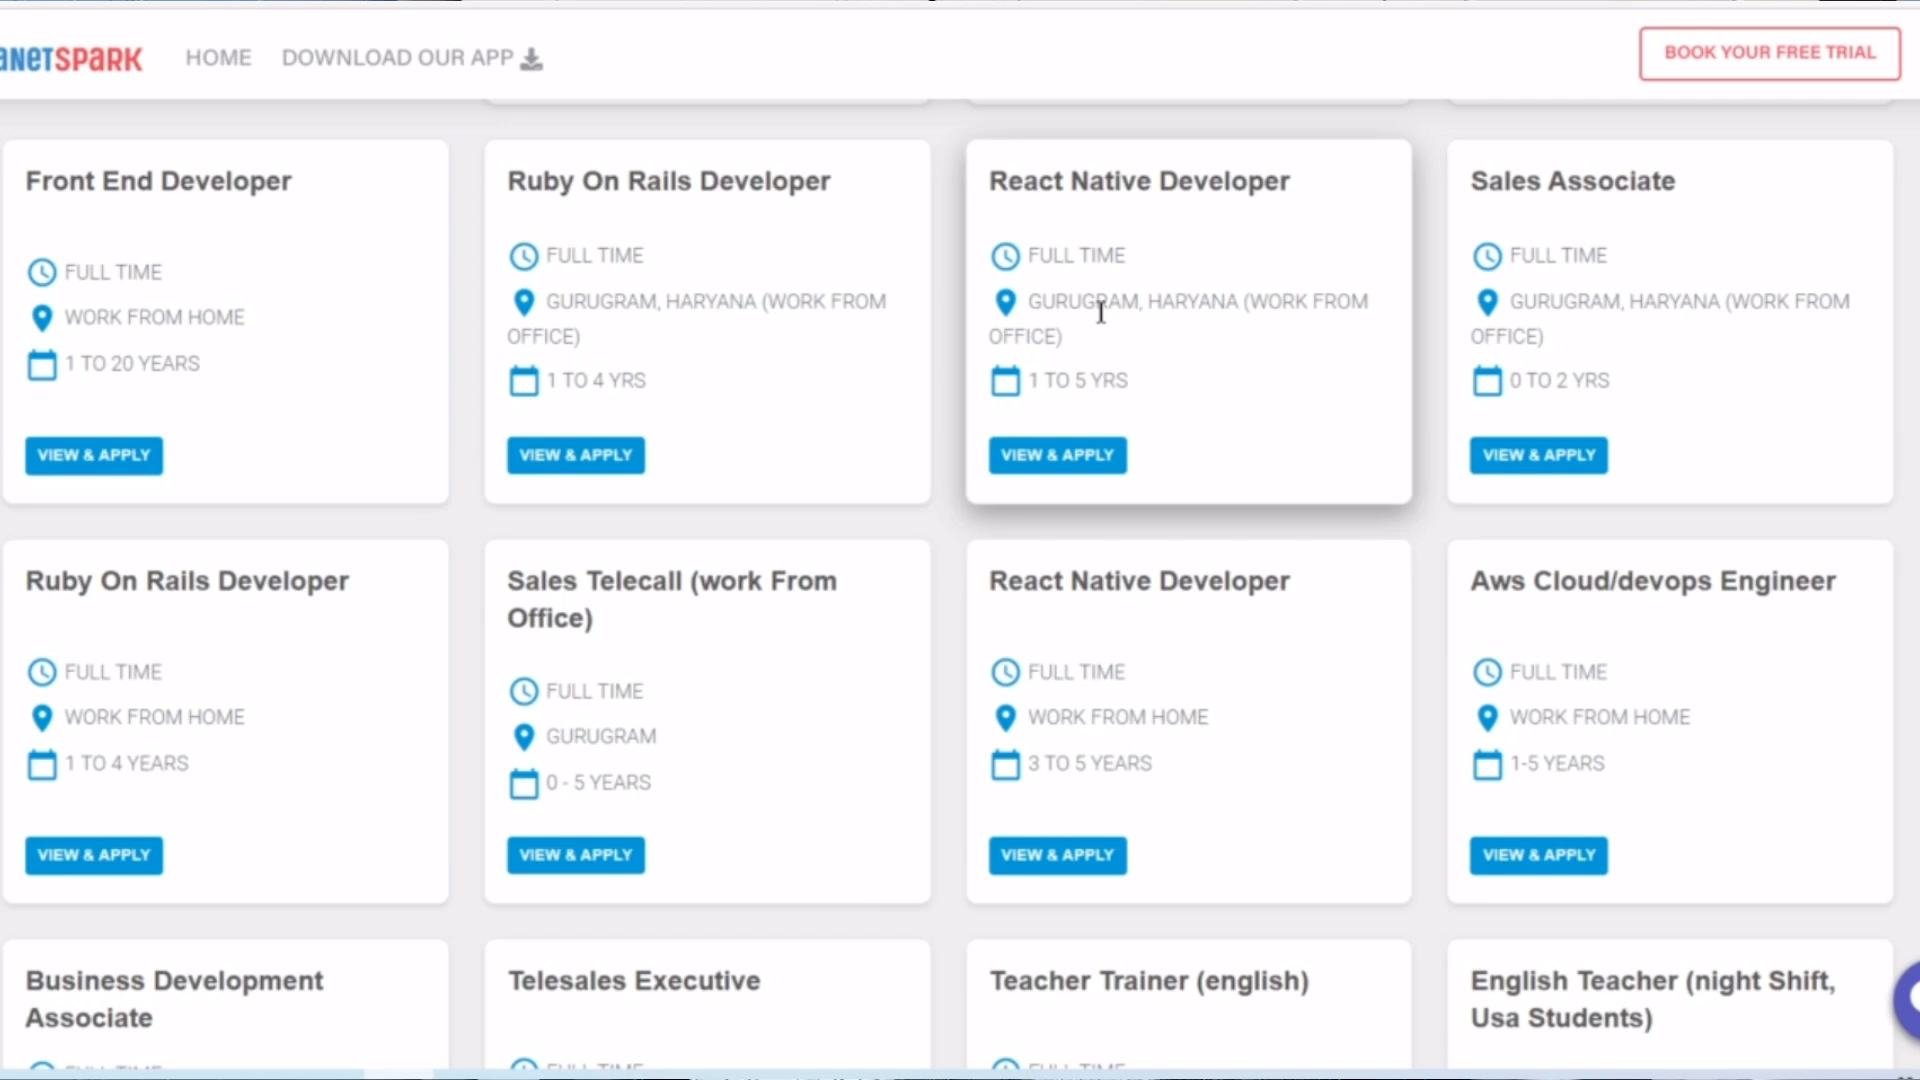 anetspark HOME DOWNLOAD OUR APP BOOK YOUR FREE TRIAL
Front End Developer
FULL TIME
WORK FROM HOME
1 TO 20 YEARS
VIEW & APPLY
Ruby On Rails Developer
FULL TIME
GURUGRAM, HARYANA (WORK FROM
OFFICE)
1 TO 4 YRS
VIEW & APPLY
React Native Developer
FULL TIME
GURUGRAM, HARYANA (WORK FROM
OFFICE)
1 TO 5 YRS
VIEW & APPLY
Sales Associate
FULL TIME
GURUGRAM, HARYANA (WORK FROM
OFFICE)
0 TO 2 YRS
VIEW & APPLY
Ruby On Rails Developer
FULL TIME
WORK FROM HOME
1 TO 4 YEARS
VIEW & APPLY
Sales Telecall (work From
Office)
FULL TIME
GURUGRAM
0 - 5 YEARS
VIEW & APPLY
React Native Developer
FULL TIME
WORK FROM HOME
3 TO 5 YEARS
VIEW & APPLY
Aws Cloud/devops Engineer
FULL TIME
WORK FROM HOME
1-5 YEARS
VIEW & APPLY
Business Development
Associate
FULL TIME
Telesales Executive
FULL TIME
Teacher Trainer (english)
FULL TIME
English Teacher (night Shift,
Usa Students)